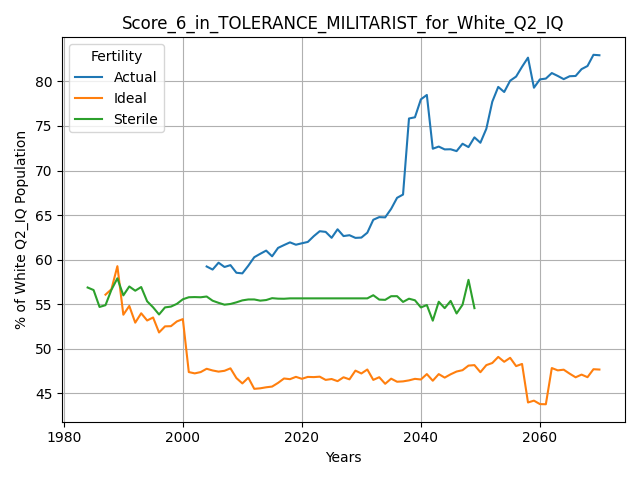 Score_6_in_TOLERANCE_MILITARIST_for_White_Q2_IQ
Fertility
Actual
Ideal
Sterile
% of White Q2_IQ Population
80
75
70
65
60
55
50
45
1980
2000
2020
2040
2060
Years